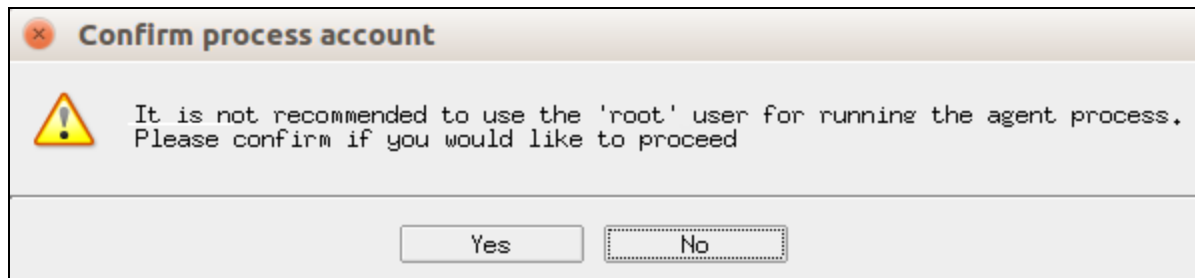 Confirm process account
It is not recommended to use the 'root' user for running the agent process.
Please confirm if you would like to proceed
Yes
No